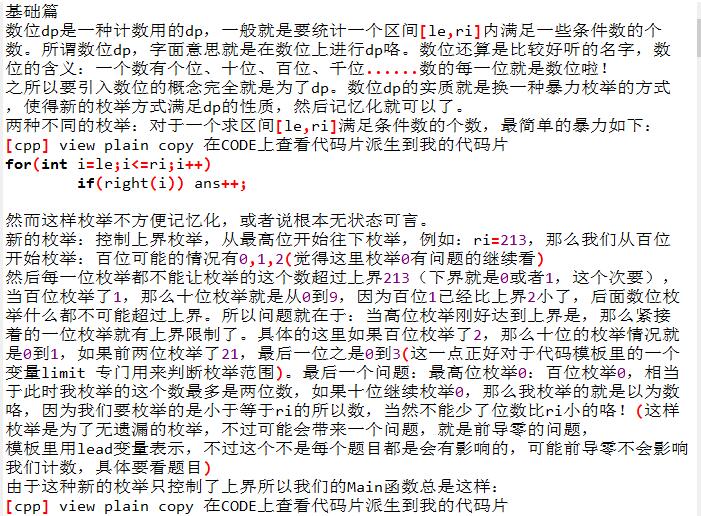 基础篇
数位dp是一种计数用的dp，一般就是要统计一个区间[le,ri]内满足一些条件数的个
数。所谓数位dp，字面意思就是在数位上进行dp咯。数位还算是比较好听的名字，数
位的含义：一个数有个位、十位、百位、千位......数的每一位就是数位啦！
之所以要引入数位的概念完全就是为了dp。数位dp的实质就是换一种暴力枚举的方式
，使得新的枚举方式满足dp的性质，然后记忆化就可以了。
两种不同的枚举：对于一个求区间[le,ri]满足条件数的个数，最简单的暴力如下：
[cpp] view plain copy 在CODE上查看代码片派生到我的代码片
for(int i=le;i<=ri;i++)
if(right(i)) ans++;
然而这样枚举不方便记忆化，或者说根本无状态可言。
新的枚举：控制上界枚举，从最高位开始往下枚举，例如：ri=213，那么我们从百位
开始枚举：百位可能的情况有0,1,2(觉得这里枚举0有问题的继续看)
然后每一位枚举都不能让枚举的这个数超过上界213（下界就是0或者1，这个次要），
当百位枚举了1，那么十位枚举就是从0到9，因为百位1已经比上界2小了，后面数位枚
举什么都不可能超过上界。所以问题就在于：当高位枚举刚好达到上界是，那么紧接
着的一位枚举就有上界限制了。具体的这里如果百位枚举了2，那么十位的枚举情况就
是0到1，如果前两位枚举了21，最后一位之是0到3(这一点正好对于代码模板里的一个
变量limit 专门用来判断枚举范围)。最后一个问题：最高位枚举0：百位枚举0，相当
于此时我枚举的这个数最多是两位数，如果十位继续枚举0，那么我枚举的就是以为数
咯，因为我们要枚举的是小于等于ri的所以数，当然不能少了位数比ri小的咯！(这样
枚举是为了无遗漏的枚举，不过可能会带来一个问题，就是前导零的问题，
模板里用lead变量表示，不过这个不是每个题目都是会有影响的，可能前导零不会影响
我们计数，具体要看题目)
由于这种新的枚举只控制了上界所以我们的Main函数总是这样：
[cpp] view plain copy 在CODE上查看代码片派生到我的代码片